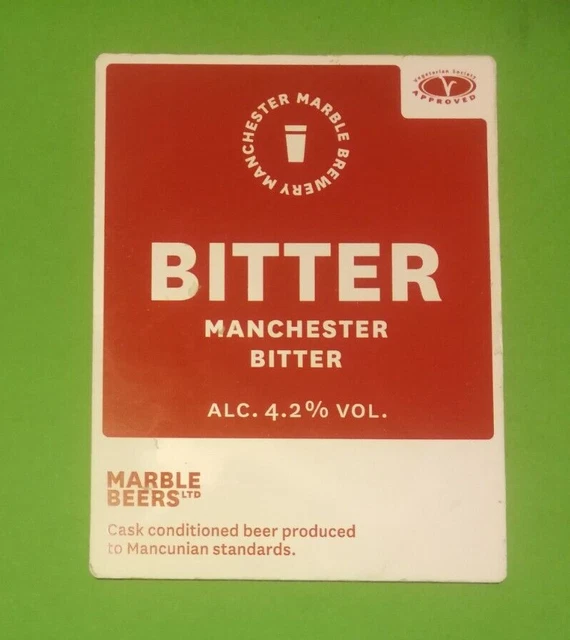 Vegetarian Society
APPROVED
MANCHESTER MARBLE BREWERY
BITTER
MANCHESTER
BITTER
ALC. 4.2% VOL.
MARBLE
BEERS LTD
Cask conditioned beer produced
to Mancunian standards.